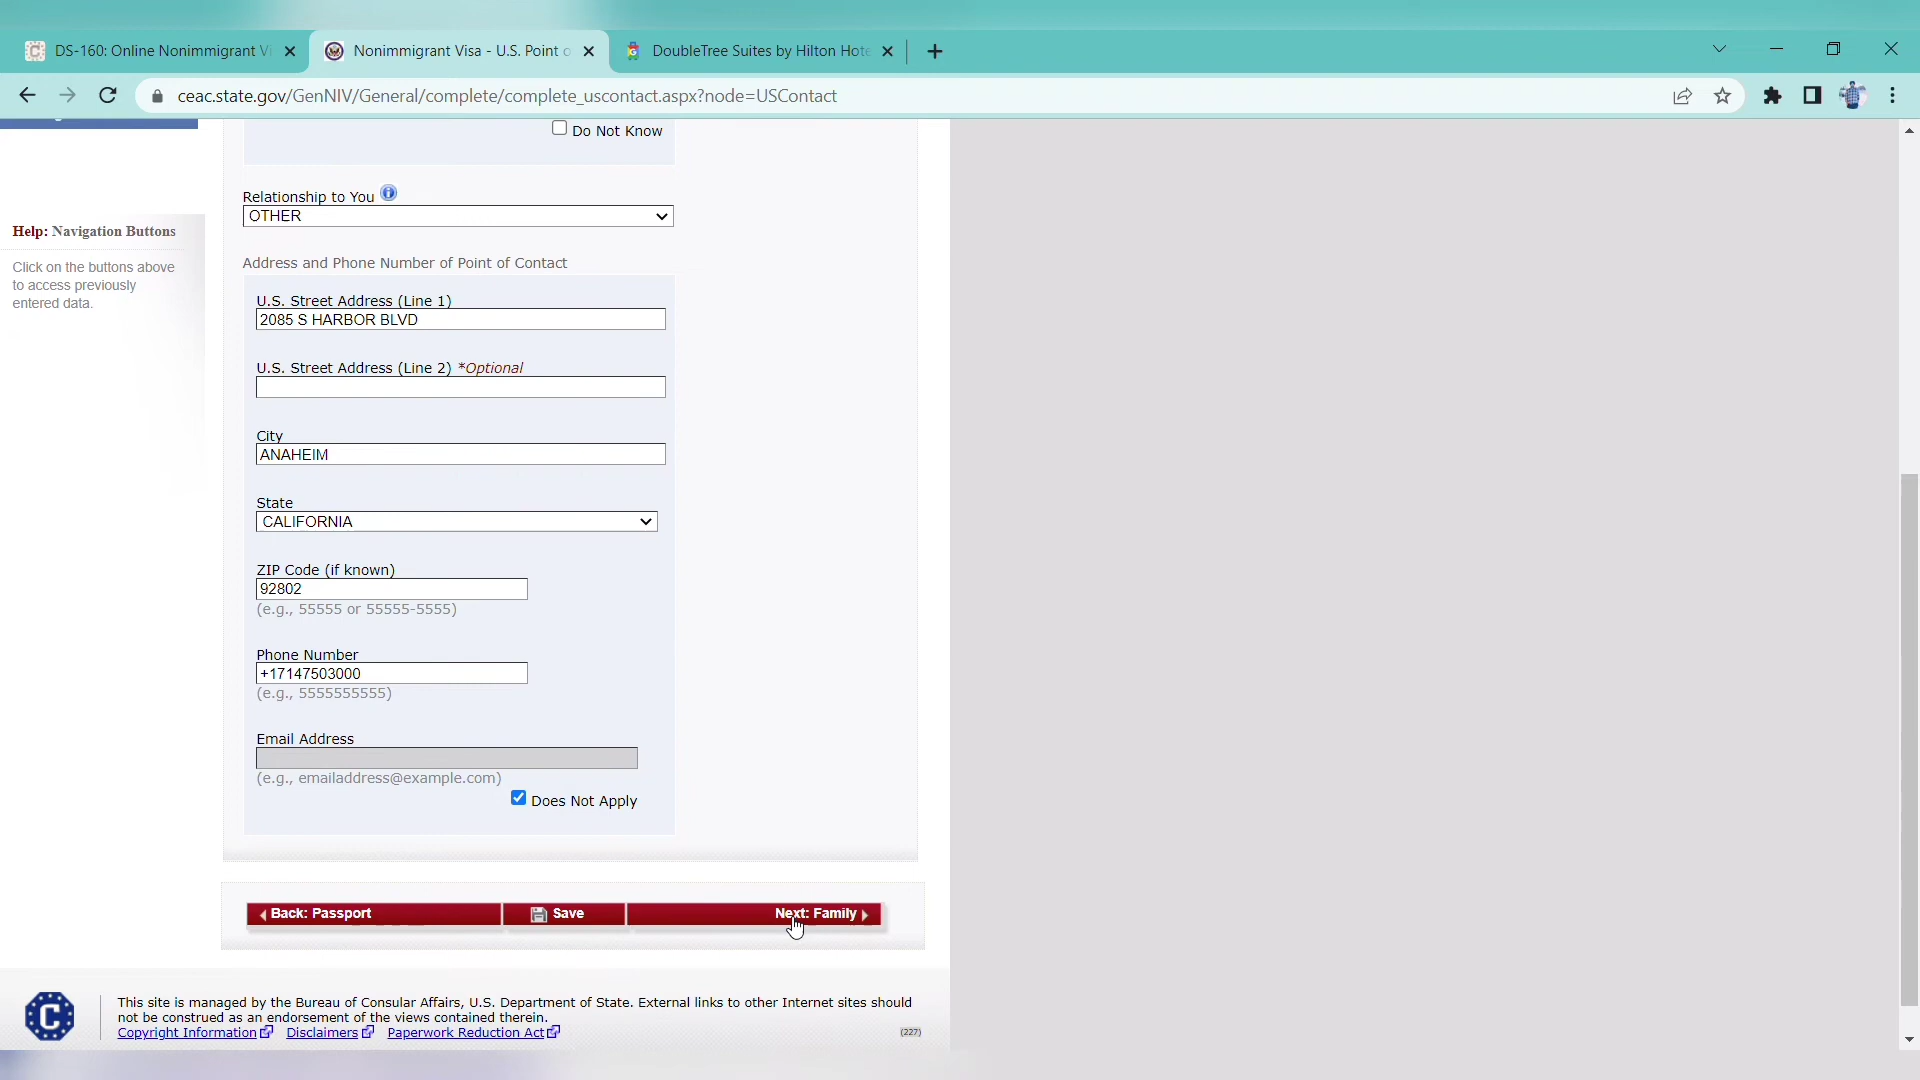 DS-160: Online Nonimmigrant Vi
Nonimmigrant Visa - U.S. Point o
DoubleTree Suites by Hilton Hote
ceac.state.gov/GenNIV/General/complete/complete_uscontact.aspx?node=USContact
Do Not Know
Relationship to You
OTHER
Help: Navigation Buttons
Click on the buttons above
to access previously
entered data.
Address and Phone Number of Point of Contact
U.S. Street Address (Line 1)
2085 S HARBOR BLVD
U.S. Street Address (Line 2) *Optional
City
ANAHEIM
State
CALIFORNIA
ZIP Code (if known)
92802
(e.g., 55555 or 55555-5555)
Phone Number
+17147503000
(e.g., 5555555555)
Email Address
(e.g., emailaddress@example.com)
Does Not Apply
Back: Passport
Save
Next: Family
This site is managed by the Bureau of Consular Affairs, U.S. Department of State. External links to other Internet sites should
not be construed as an endorsement of the views contained therein.
Copyright Information Disclaimers Paperwork Reduction Act
(227)